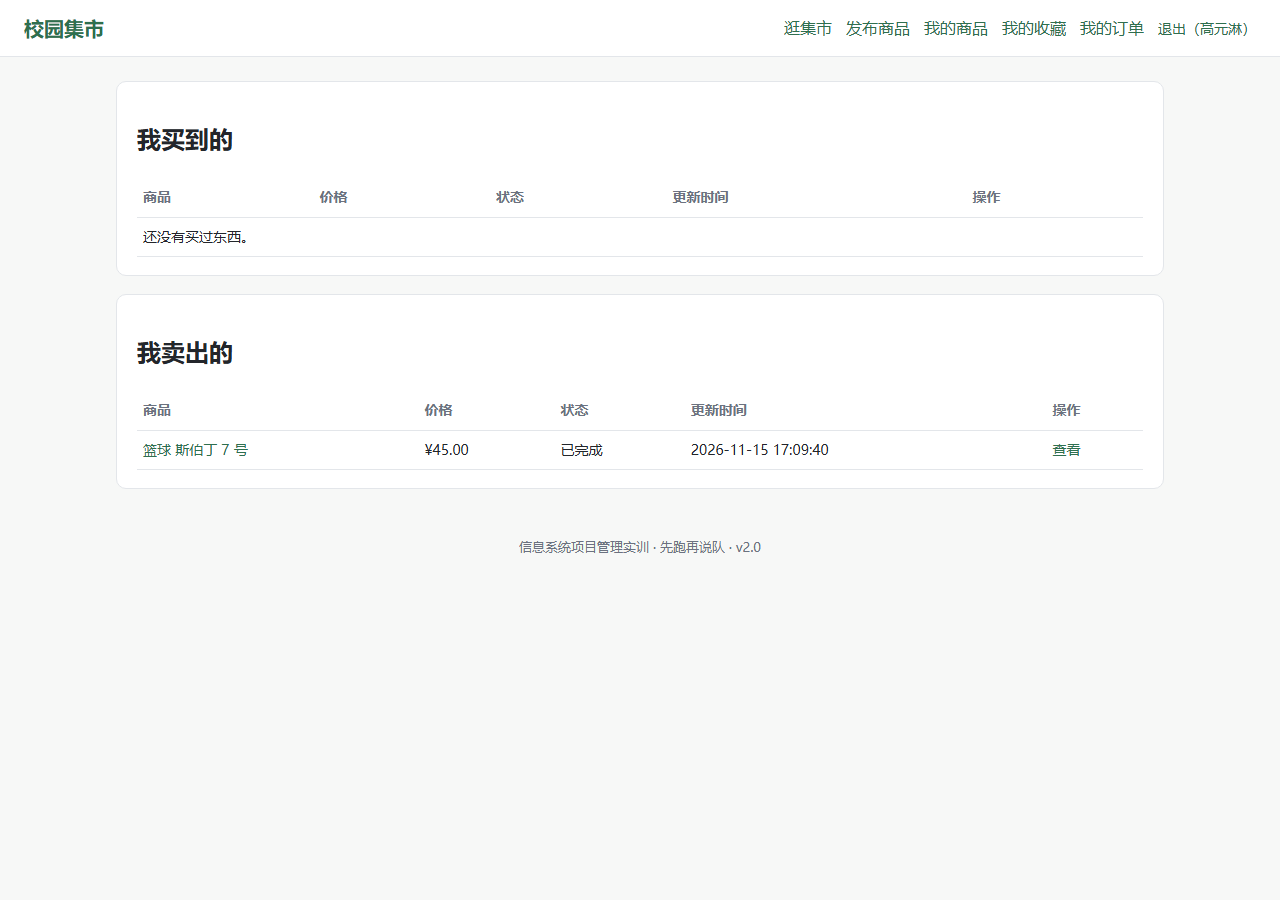 校园集市 逛集市 发布商品 我的商品 我的收藏 我的订单 退出（高元淋）
我买到的
商品 价格 状态 更新时间 操作
还没有买过东西。
我卖出的
商品 价格 状态 更新时间 操作
篮球 斯伯丁 7 号 ¥45.00 已完成 2026-11-15 17:09:40 查看
信息系统项目管理实训 · 先跑再说队 · v2.0